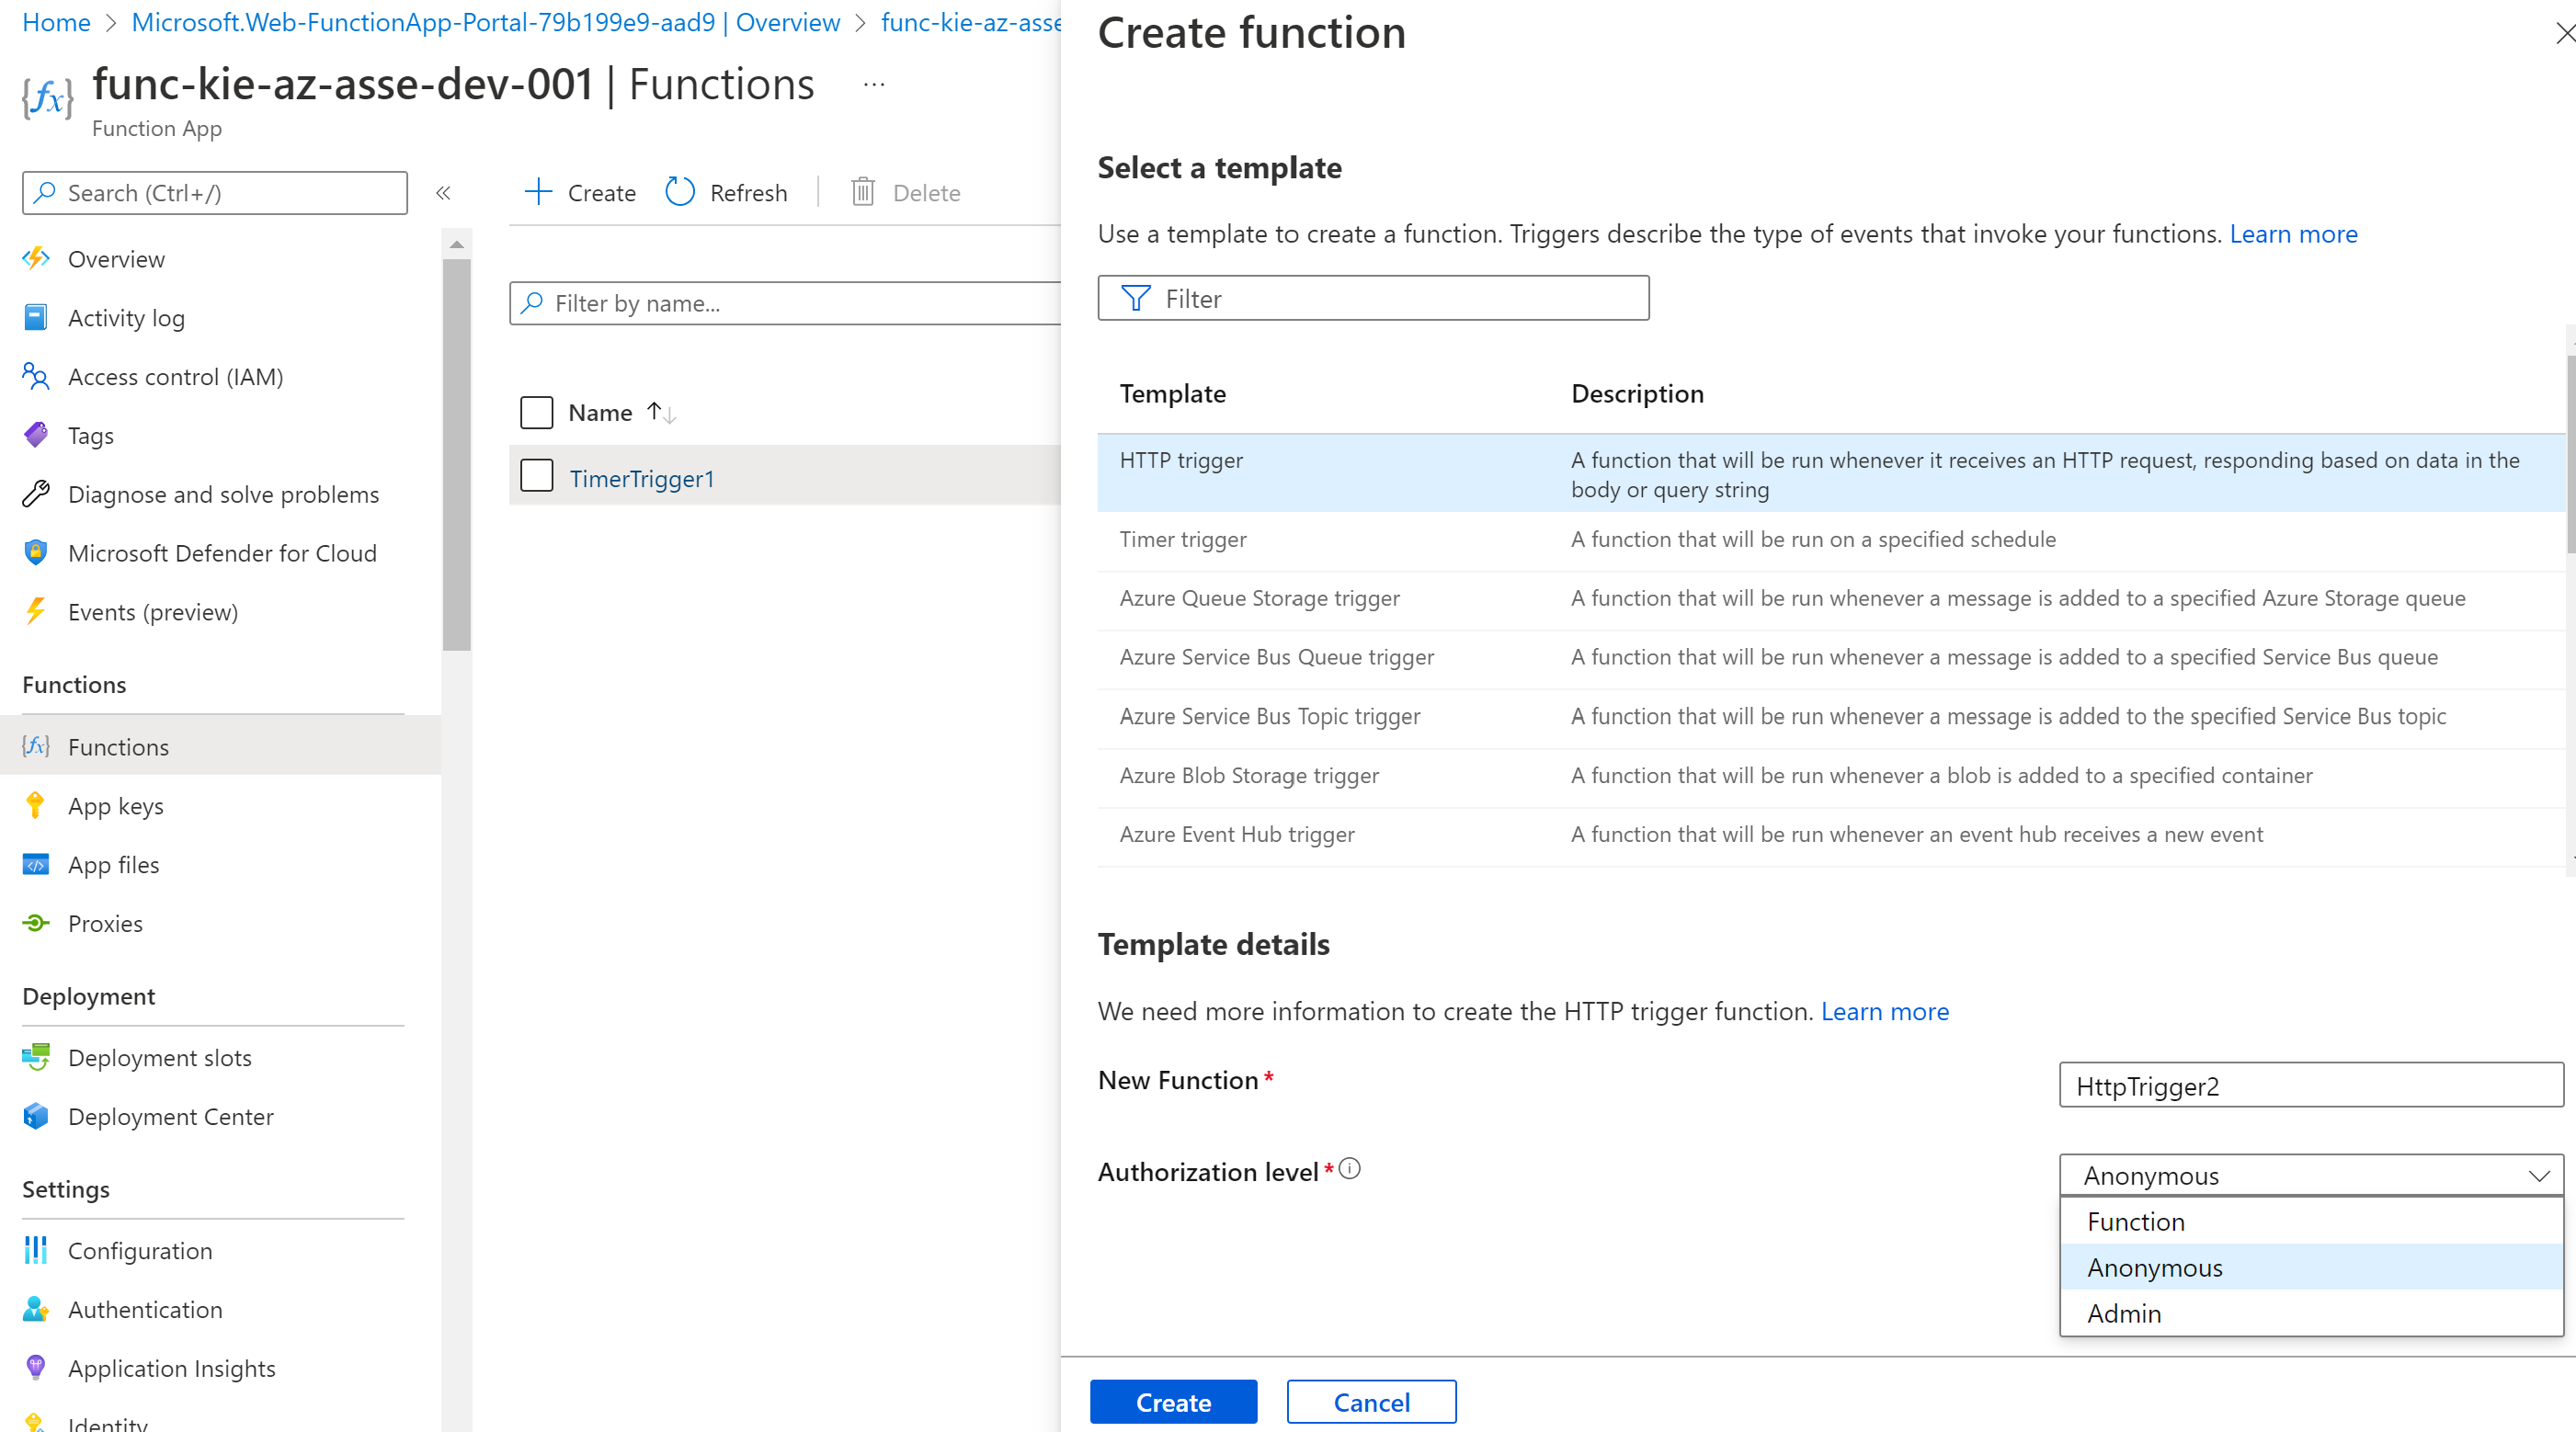 Home > Microsoft.Web-FunctionApp-Portal-79b199e9-aad9 | Overview > func-kie-az-asse
{fx} func-kie-az-asse-dev-001 | Functions ...
Function App
Search (Ctrl+/) «
Overview
Activity log
Access control (IAM)
Tags
Diagnose and solve problems
Microsoft Defender for Cloud
Events (preview)
Functions
{fx} Functions
App keys
App files
Proxies
Deployment
Deployment slots
Deployment Center
Settings
Configuration
Authentication
Application Insights
Identity
+ Create Refresh | Delete
Filter by name...
Name ↑↓
TimerTrigger1
Create function
Select a template
Use a template to create a function. Triggers describe the type of events that invoke your functions. Learn more
Filter
Template Description
HTTP trigger A function that will be run whenever it receives an HTTP request, responding based on data in the
body or query string
Timer trigger A function that will be run on a specified schedule
Azure Queue Storage trigger A function that will be run whenever a message is added to a specified Azure Storage queue
Azure Service Bus Queue trigger A function that will be run whenever a message is added to a specified Service Bus queue
Azure Service Bus Topic trigger A function that will be run whenever a message is added to the specified Service Bus topic
Azure Blob Storage trigger A function that will be run whenever a blob is added to a specified container
Azure Event Hub trigger A function that will be run whenever an event hub receives a new event
Template details
We need more information to create the HTTP trigger function. Learn more
New Function * HttpTrigger2
Authorization level * Anonymous
Function
Anonymous
Admin
Create Cancel